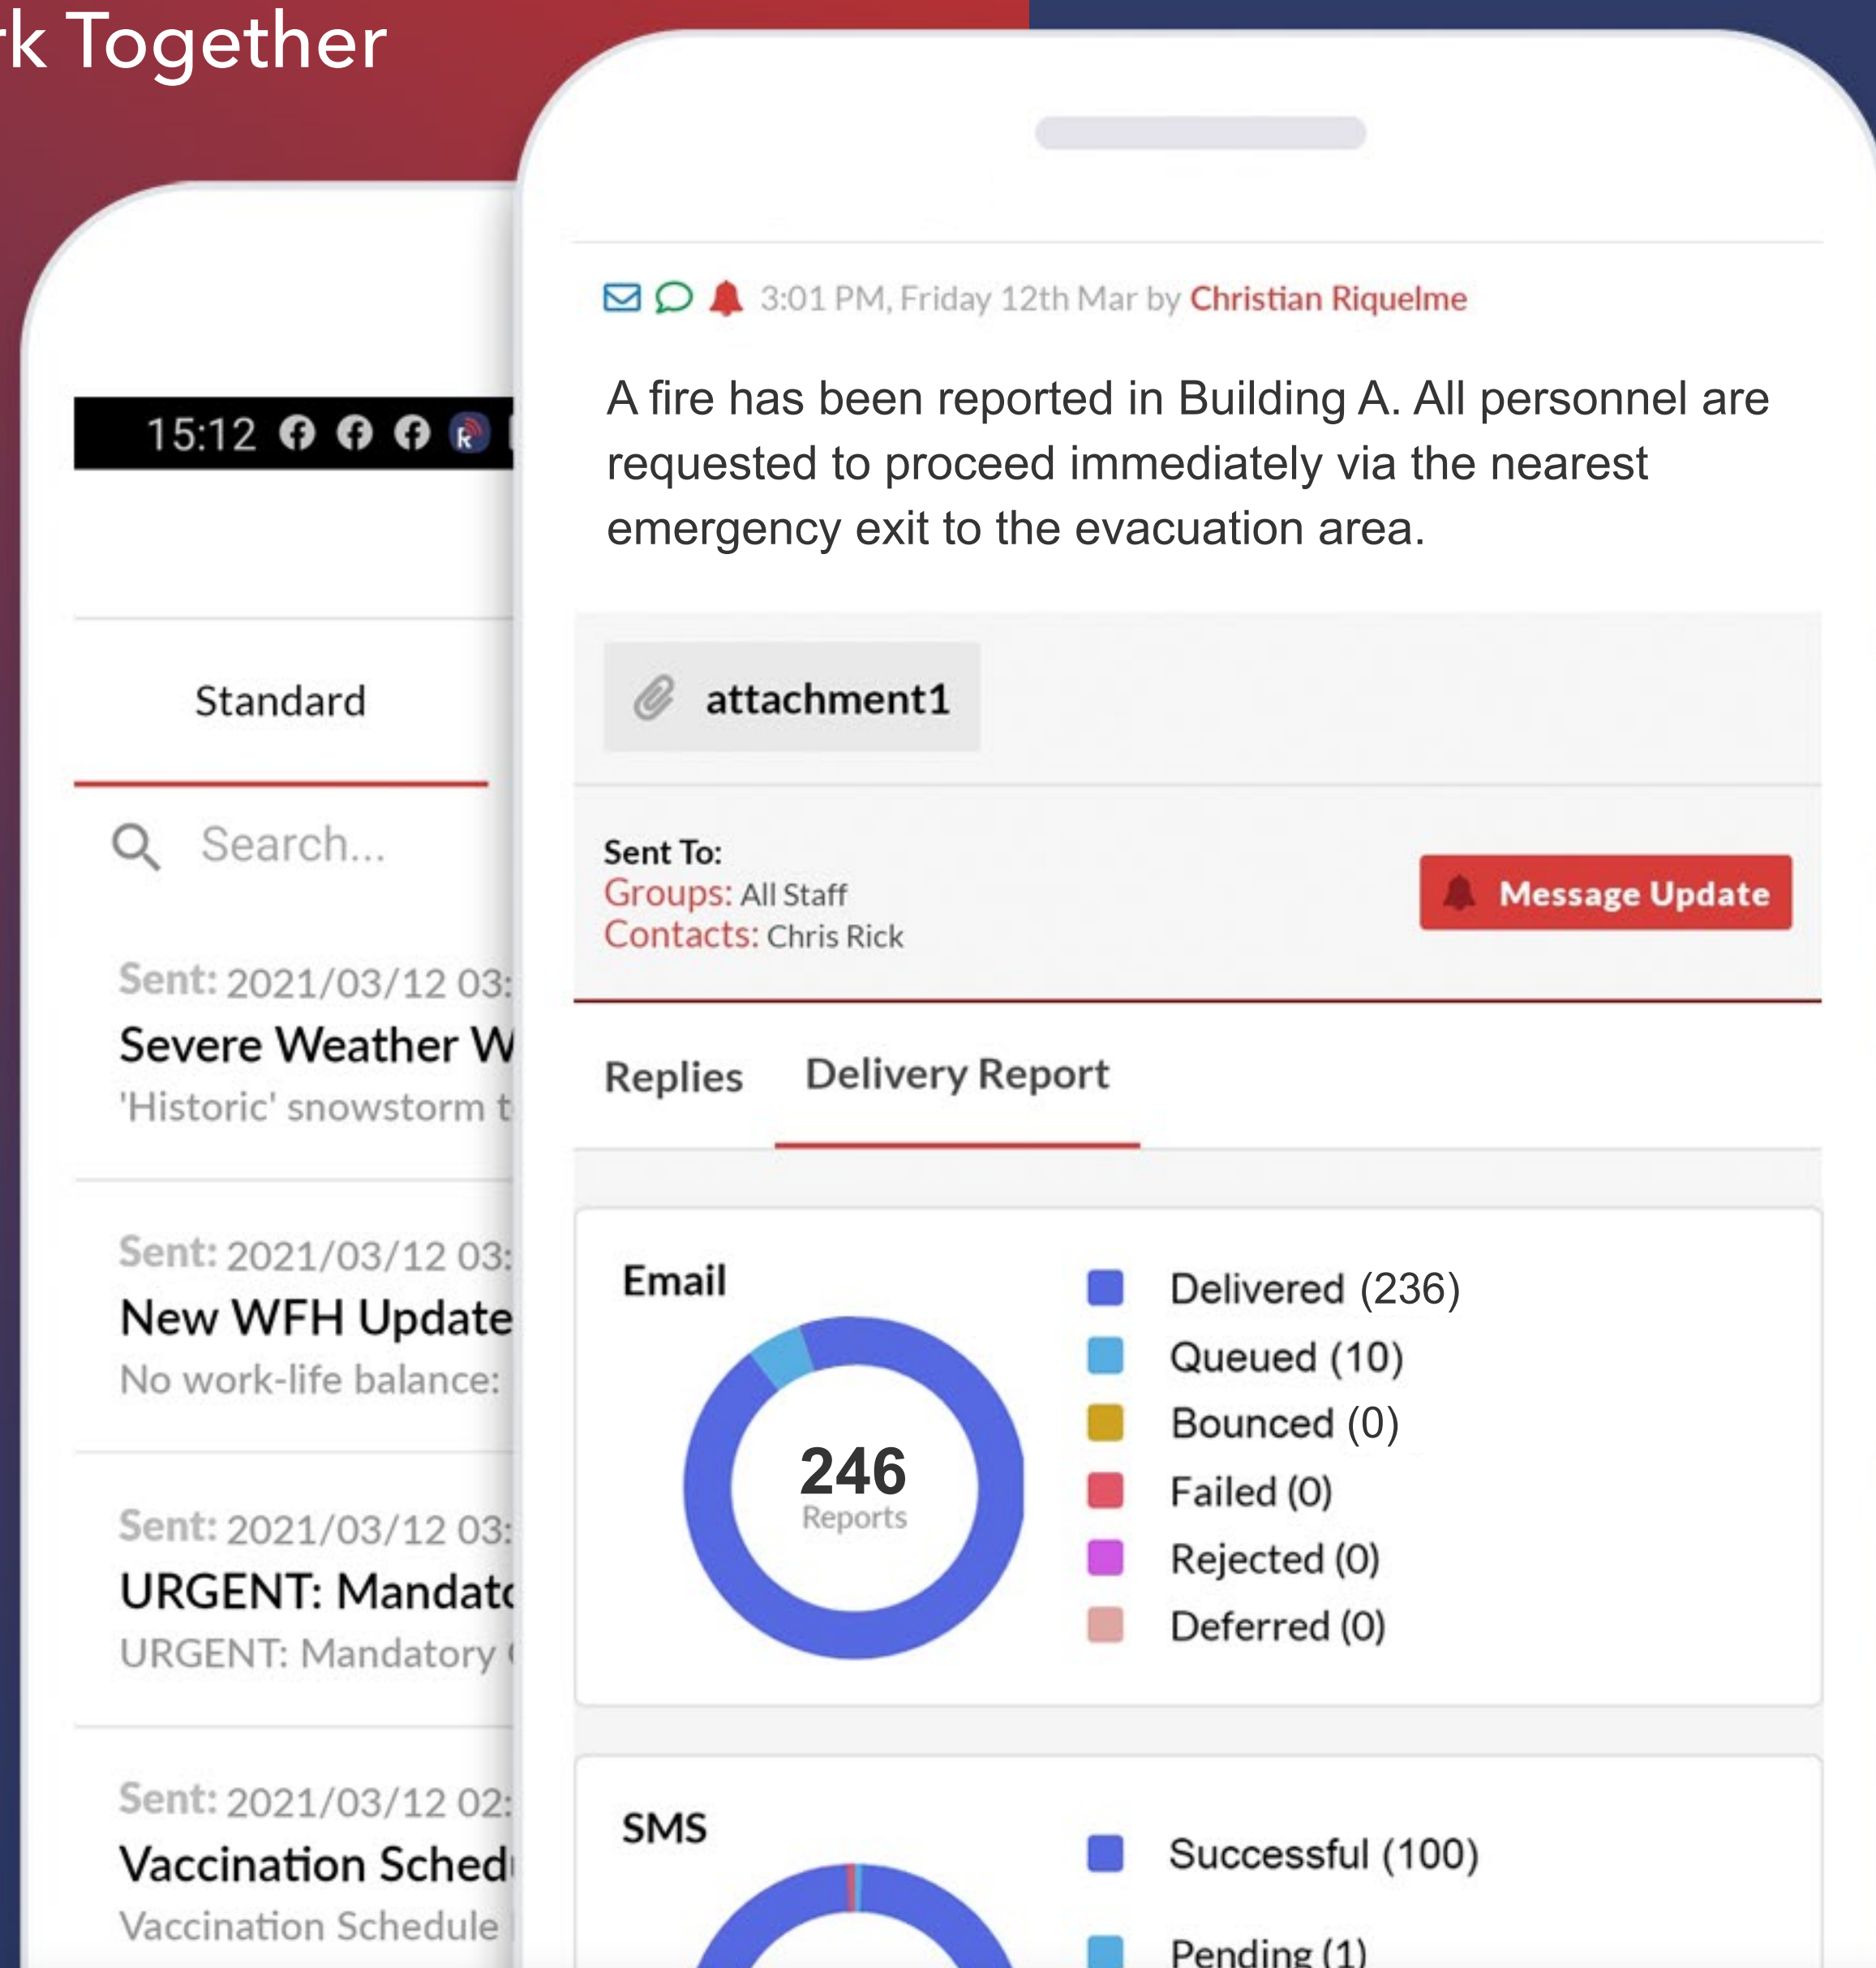 Together
15:12
Standard
Search...
Sent: 2021/03/12 03:
Severe Weather
'Historic' snowstorm
Sent: 2021/03/12 03:
New WFH Update
No work-life balance:
Sent: 2021/03/12 03:
URGENT:
URGENT: Mandatory
Sent: 2021/03/12 02:
Vaccination
Vaccination Schedule
3:01 PM, Friday 12th Mar by Christian Riquelme
A fire has been reported in Building A. All personnel are
requested to proceed immediately via the nearest
emergency exit to the evacuation area.
attachment1
Sent To:
Groups: All Staff
Contacts: Chris Rick
Message Update
Replies
Delivery Report
Email
246
Reports
Delivered (236)
Queued (10)
Bounced (0)
Failed (0)
Rejected (0)
Deferred (0)
SMS
Successful (100)
Pending (1)